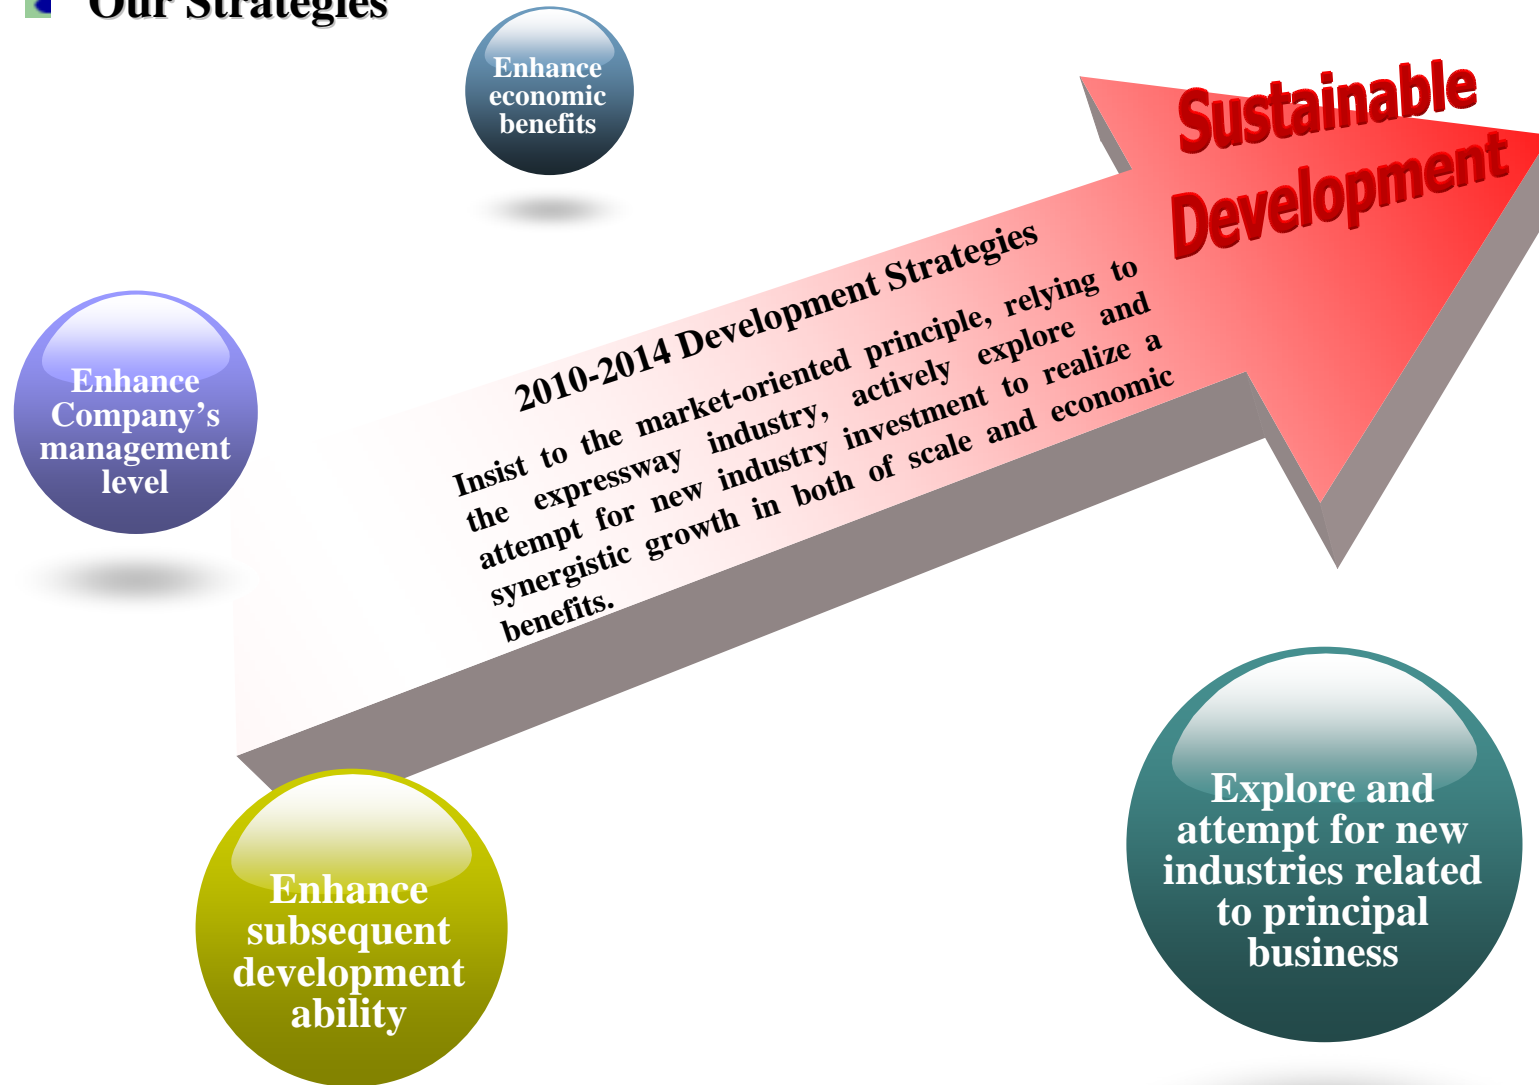 Our Strategies
Enhance
economic
benefits
Sustainable
Development
2010-2014 Development Strategies
Insist to the market-oriented principle, relying to
the expressway industry, actively explore and
attempt for new industry investment to realize a
synergistic growth in both of scale and economic
benefits.
Enhance
Company’s
management
level
Enhance
subsequent
development
ability
Explore and
attempt for new
industries related
to principal
business